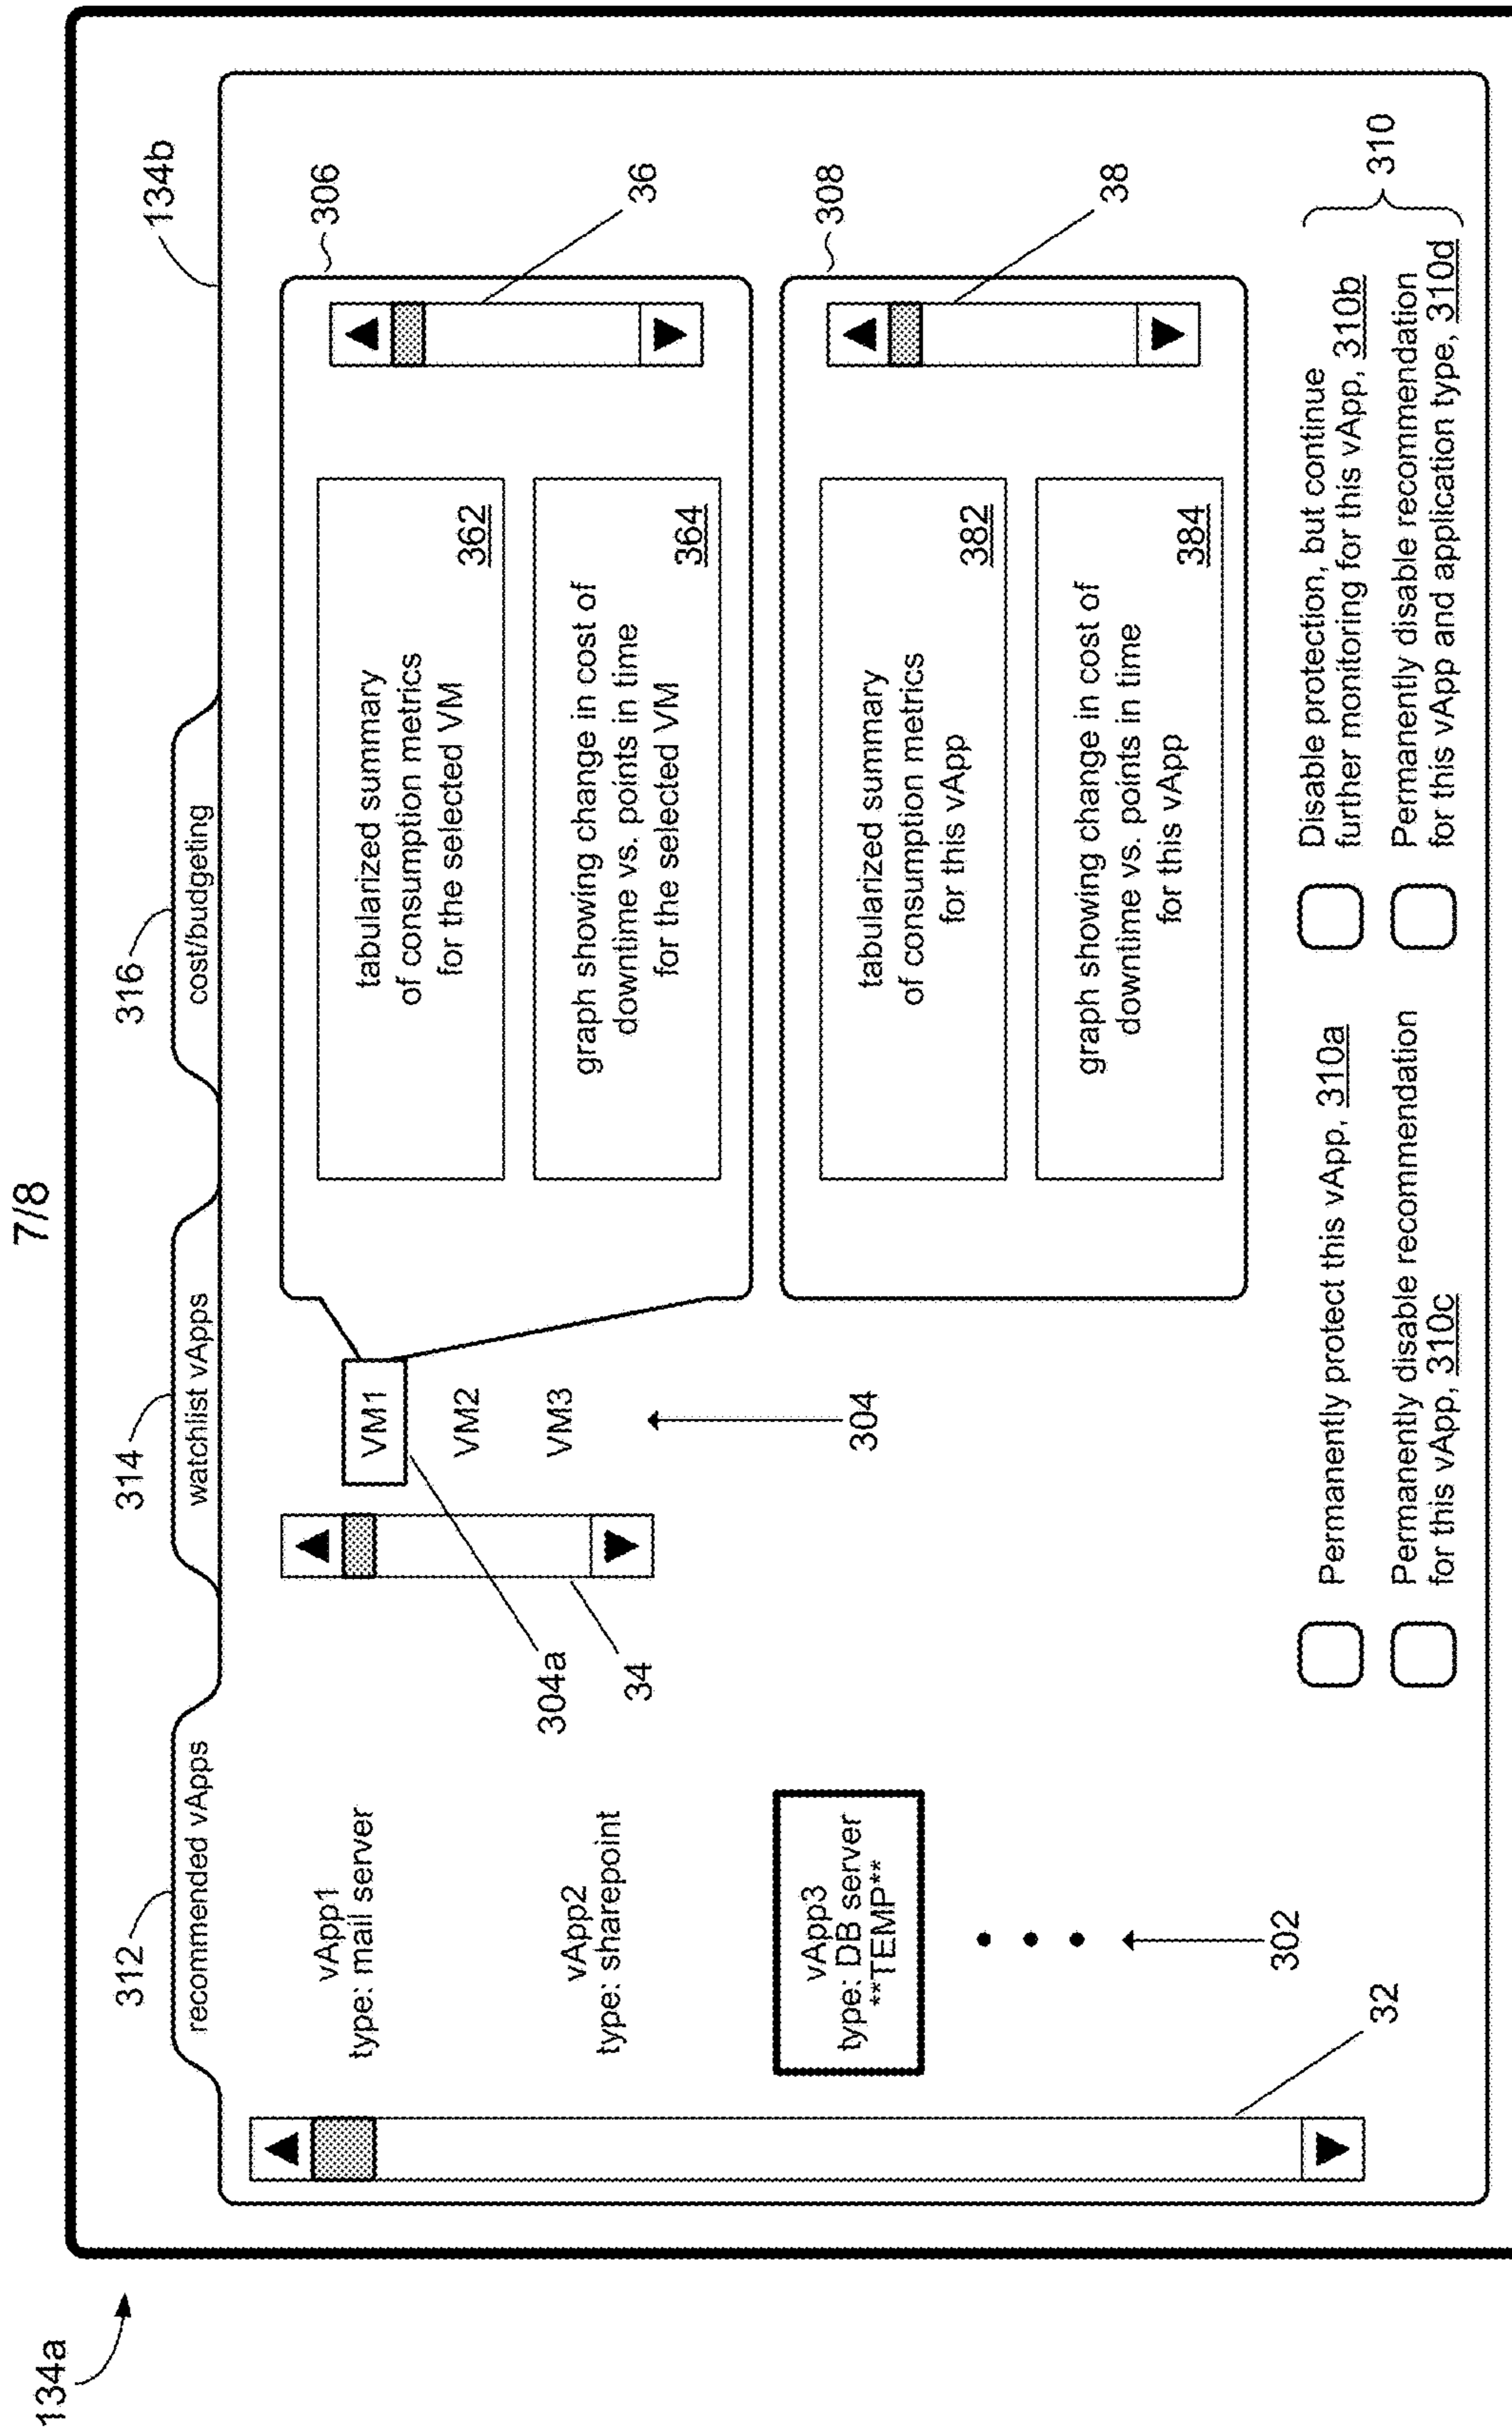 7/8
134a
134b
312
314
316
recommended vApps
watchlist vApps
cost/budgeting
vApp1
type: mail server
vApp2
type: sharepoint
vApp3
type: DB server
**TEMP**
302
32
VM1
VM2
VM3
304a
34
304
306
tabularized summary
of consumption metrics
for the selected VM
362
graph showing change in cost of
downtime vs. points in time
for the selected VM
364
36
308
tabularized summary
of consumption metrics
for this vApp
382
graph showing change in cost of
downtime vs. points in time
for this vApp
384
38
Permanently protect this vApp, 310a
Disable protection, but continue
further monitoring for this vApp, 310b
Permanently disable recommendation
for this vApp, 310c
Permanently disable recommendation
for this vApp and application type, 310d
310